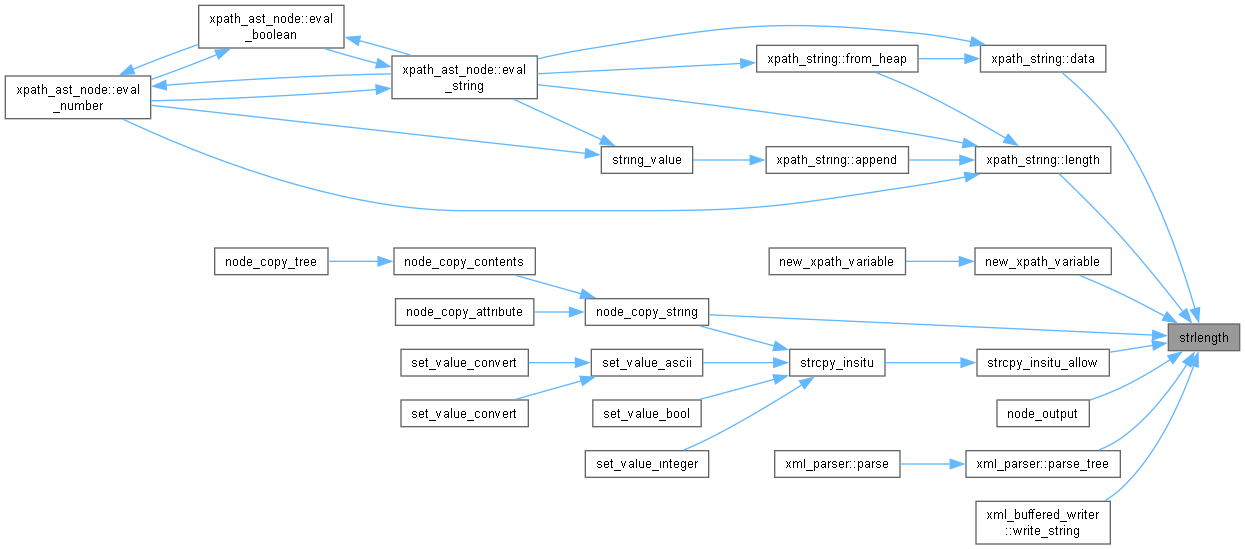 xpath_ast_node::eval
_boolean
xpath_ast_node::eval
_number
xpath_ast_node::eval
_string
xpath_string::from_heap
xpath_string::data
string_value
xpath_string::append
xpath_string::length
node_copy_tree
node_copy_contents
new_xpath_variable
new_xpath_variable
node_copy_attribute
node_copy_string
strlength
set_value_convert
set_value_ascii
strcpy_insitu
strcpy_insitu_allow
set_value_convert
set_value_bool
node_output
set_value_integer
xml_parser::parse
xml_parser::parse_tree
xml_buffered_writer
::write_string